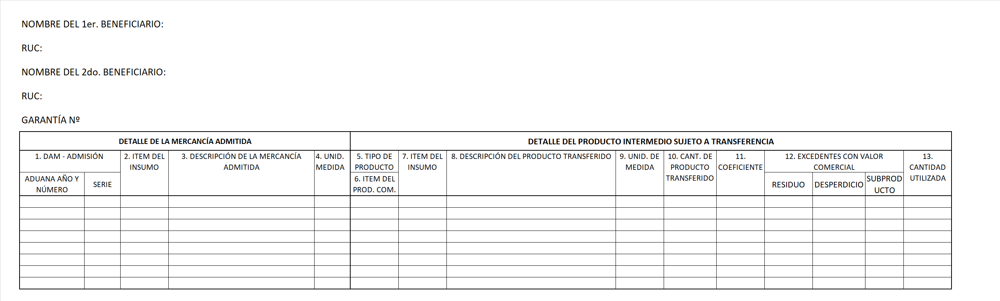 NOMBRE DEL 1er. BENEFICIARIO:
RUC:
NOMBRE DEL 2do. BENEFICIARIO:
RUC:
GARANTÍA Nº
DETALLE DE LA MERCANCÍA ADMITIDA
DETALLE DEL PRODUCTO INTERMEDIO SUJETO A TRANSFERENCIA
1. DAM - ADMISIÓN
ADUANA AÑO Y
NÚMERO
SERIE
2. ITEM DEL
INSUMO
3. DESCRIPCIÓN DE LA MERCANCÍA
ADMITIDA
4. UNID.
MEDIDA
5. TIPO DE
PRODUCTO
6. ITEM DEL
PROD. COM.
7. ITEM DEL
INSUMO
8. DESCRIPCIÓN DEL PRODUCTO TRANSFERIDO
9. UNID. DE
MEDIDA
10. CANT. DE
PRODUCTO
TRANSFERIDO
11.
COEFICIENTE
12. EXCEDENTES CON VALOR
COMERCIAL
RESIDUO
DESPERDICIO
SUBPROD
UCTO
13.
CANTIDAD
UTILIZADA